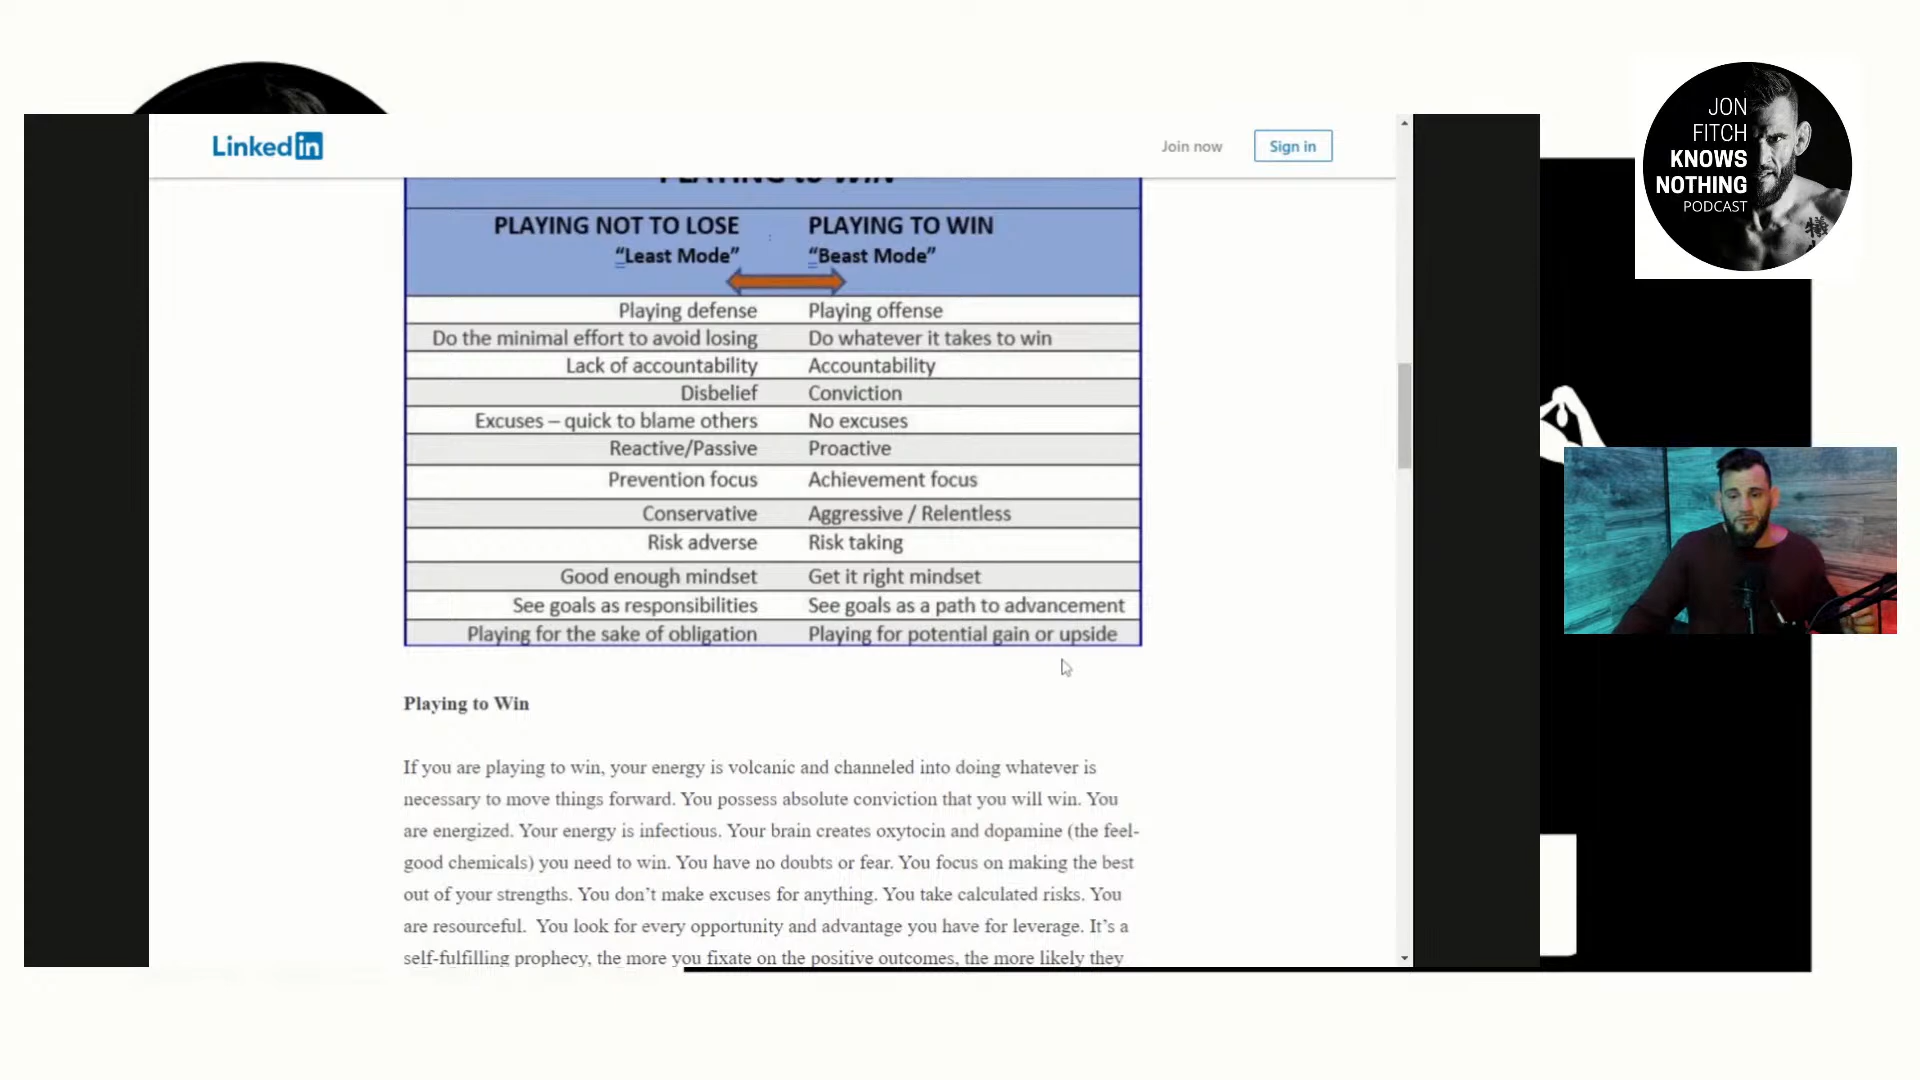 JON
FITCH
KNOWS
NOTHING
PODCAST
Linkedin
Join now
Sign in
PLAYING to WIN
PLAYING NOT TO LOSE PLAYING TO WIN
“Least Mode” “Beast Mode”
Playing defense Playing offense
Do the minimal effort to avoid losing Do whatever it takes to win
Lack of accountability Accountability
Disbelief Conviction
Excuses – quick to blame others No excuses
Reactive/Passive Proactive
Prevention focus Achievement focus
Conservative Aggressive / Relentless
Risk adverse Risk taking
Good enough mindset Get it right mindset
See goals as responsibilities See goals as a path to advancement
Playing for the sake of obligation Playing for potential gain or upside
Playing to Win
If you are playing to win, your energy is volcanic and channeled into doing whatever is
necessary to move things forward. You possess absolute conviction that you will win. You
are energized. Your energy is infectious. Your brain creates oxytocin and dopamine (the feel-
good chemicals) you need to win. You have no doubts or fear. You focus on making the best
out of your strengths. You don’t make excuses for anything. You take calculated risks. You
are resourceful. You look for every opportunity and advantage you have for leverage. It’s a
self-fulfilling prophecy, the more you fixate on the positive outcomes, the more likely they